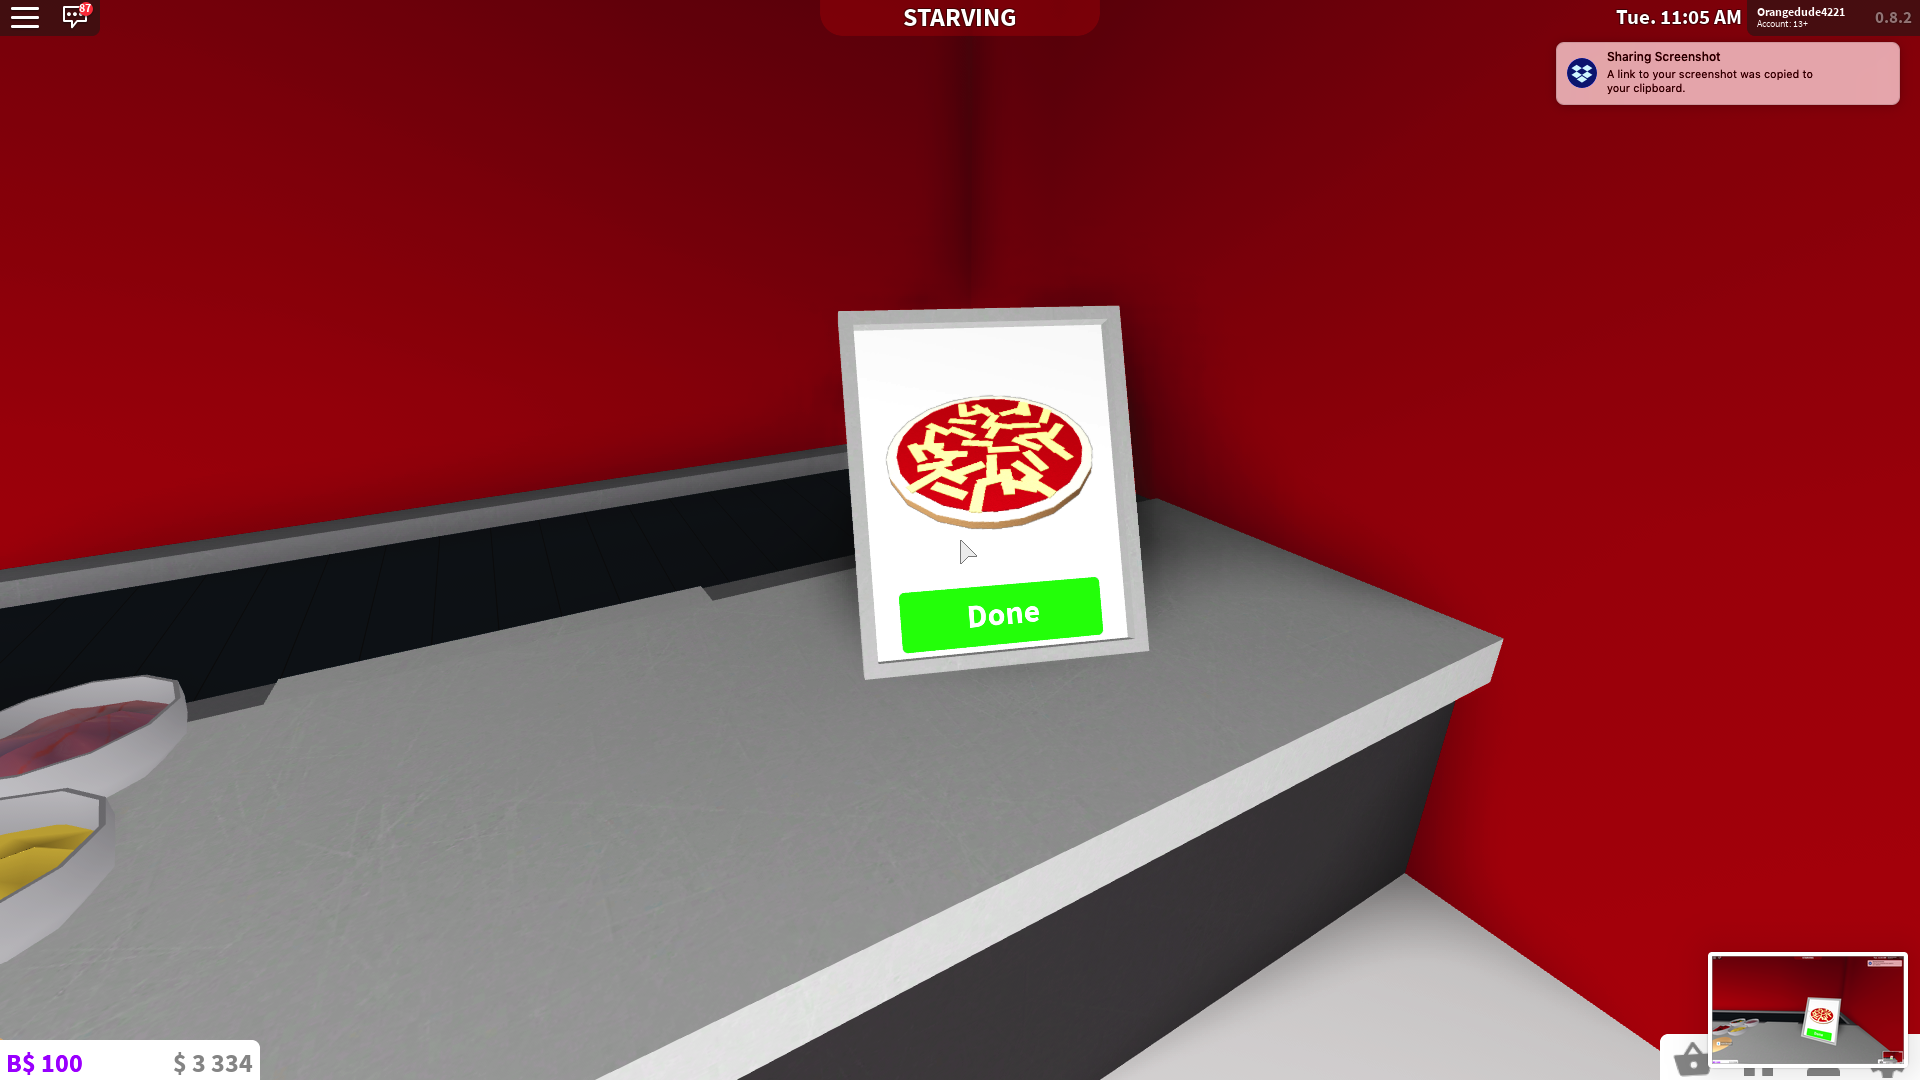 87
STARVING
Tue. 11:05 AM
Orangedude4221
Account: 13+
0.8.2
Sharing Screenshot
A link to your screenshot was copied to
your clipboard.
Done
B$ 100
$ 3 334